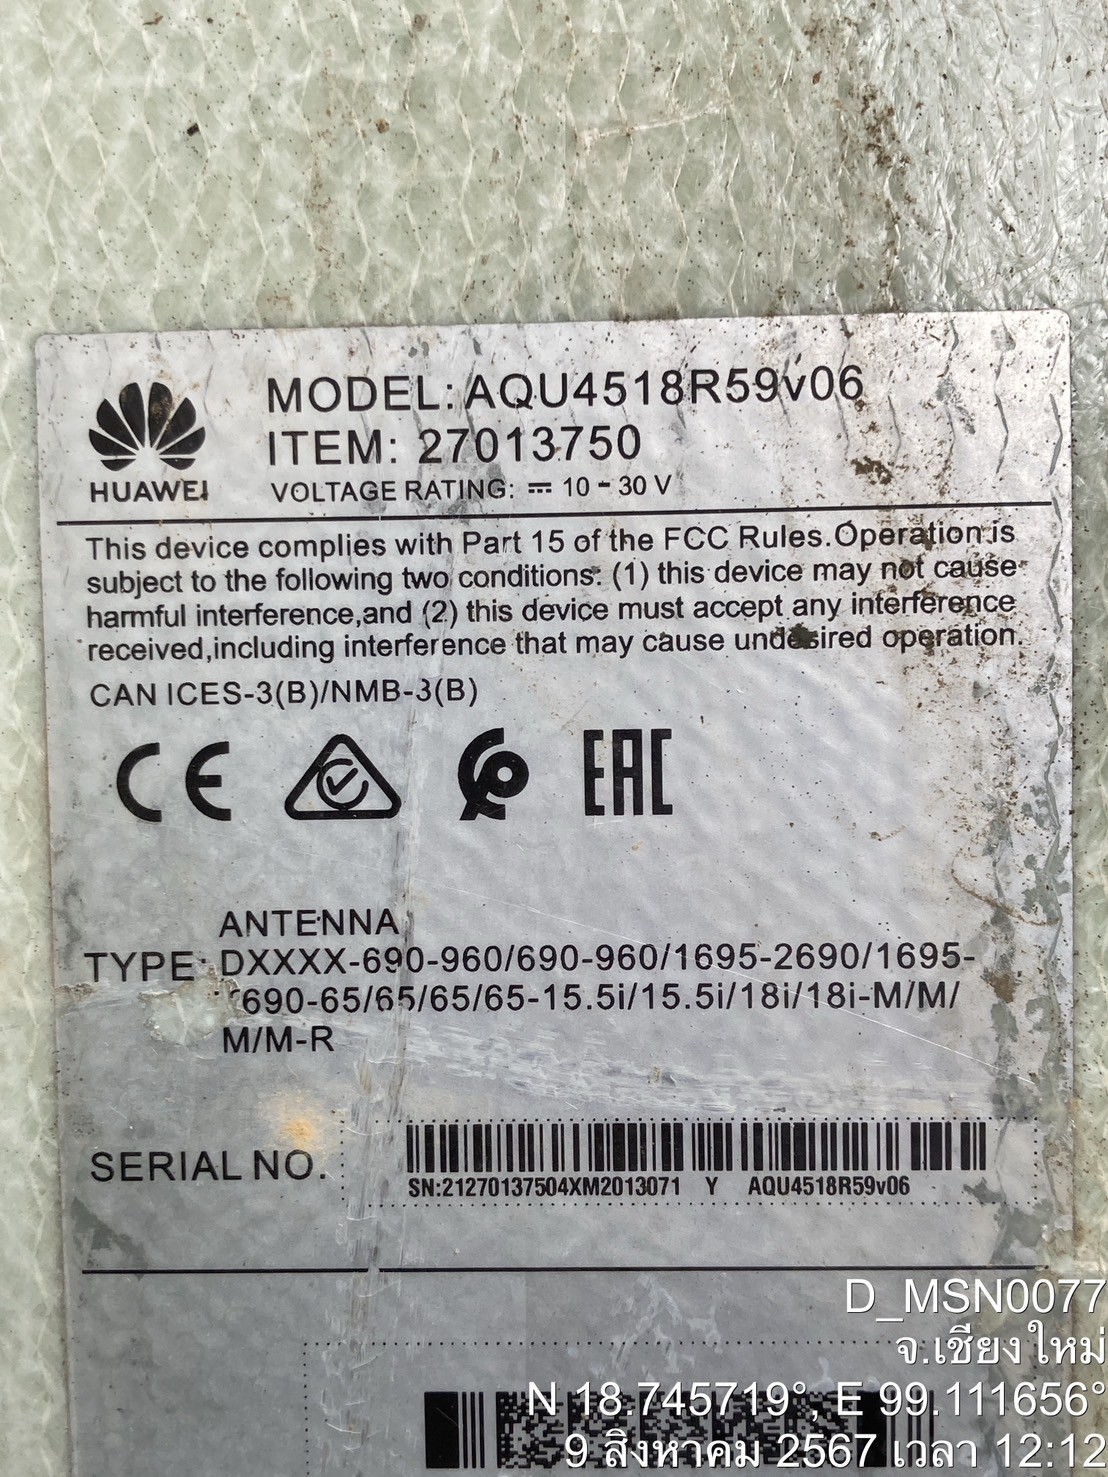 HUAWEI
MODEL: AQU4518R59v06
ITEM: 27013750
VOLTAGE RATING: ⎓ 10 - 30 V
This device complies with Part 15 of the FCC Rules.Operation is
subject to the following two conditions: (1) this device may not cause
harmful interference,and (2) this device must accept any interference
received,including interference that may cause undesired operation.
CAN ICES-3(B)/NMB-3(B)
CE
EAC
ANTENNA
TYPE: DXXXX-690-960/690-960/1695-2690/1695-
690-65/65/65/65-15.5i/15.5i/18i/18i-M/M/
M/M-R
SERIAL NO.
SN:21270137504XM2013071 Y AQU4518R59v06
D_MSN0077
จ.เชียงใหม่
N 18.745719°, E 99.111656°
9 สิงหาคม 2567 เวลา 12:12